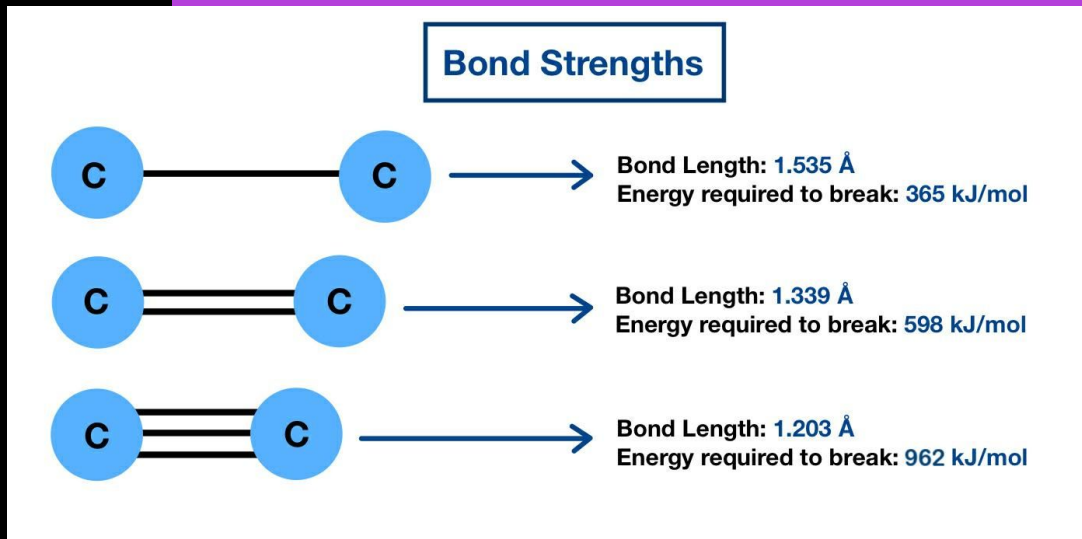 Bond Strengths
C C
Bond Length: 1.535 Å
Energy required to break: 365 kJ/mol
C C
Bond Length: 1.339 Å
Energy required to break: 598 kJ/mol
C C
Bond Length: 1.203 Å
Energy required to break: 962 kJ/mol